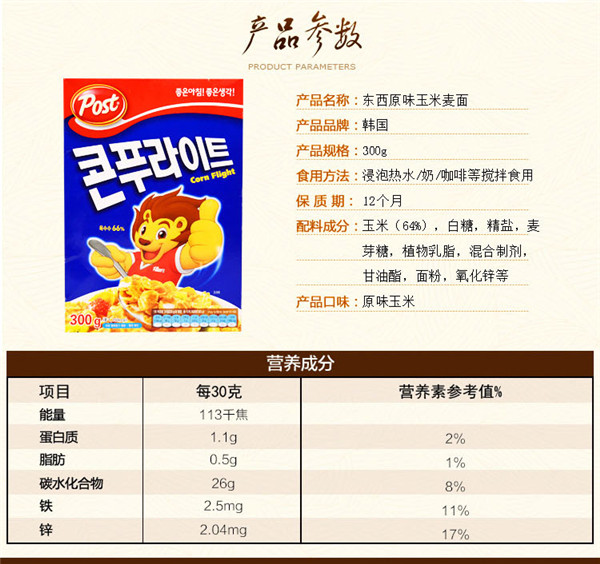 产品参数
PRODUCT PARAMETERS
Post
좋은아침! 좋은생각!
콘푸라이트
Corn Flight
옥수수 66%
300g
产品名称：东西原味玉米麦面
产品品牌：韩国
产品规格：300g
食用方法：浸泡热水/奶/咖啡等搅拌食用
保 质 期： 12个月
配料成分：玉米（64%），白糖，精盐，麦
芽糖，植物乳脂，混合制剂，
甘油酯，面粉，氧化锌等
产品口味：原味玉米
营养成分
项目 每30克 营养素参考值%
能量 113千焦
蛋白质 1.1g 2%
脂肪 0.5g 1%
碳水化合物 26g 8%
铁 2.5mg 11%
锌 2.04mg 17%